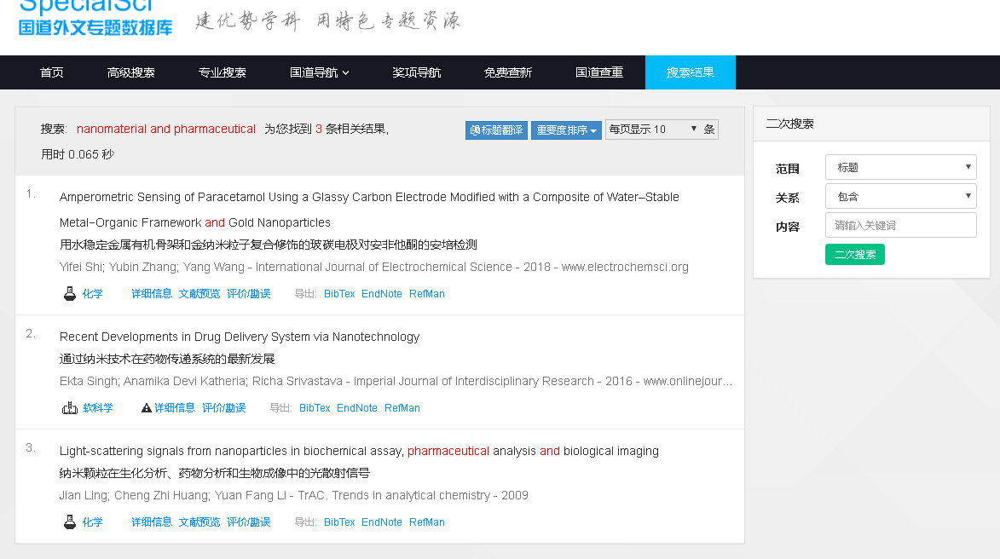 SpecialSci
国道外文专题数据库
建优势学科 用特色专题资源
首页 高级搜索 专业搜索 国道导航 奖项导航 免费查新 国道查重 搜索结果
搜索: nanomaterial and pharmaceutical 为您找到 3 条相关结果,
用时 0.065 秒
标题翻译 重要度排序 每页显示 10 条
1. Amperometric Sensing of Paracetamol Using a Glassy Carbon Electrode Modified with a Composite of Water–Stable
Metal–Organic Framework and Gold Nanoparticles
用水稳定金属有机骨架和金纳米粒子复合修饰的玻碳电极对安非他酮的安培检测
Yifei Shi; Yubin Zhang; Yang Wang - International Journal of Electrochemical Science - 2018 - www.electrochemsci.org
化学 详细信息 文献预览 评价/勘误 导出: BibTex EndNote RefMan
2. Recent Developments in Drug Delivery System via Nanotechnology
通过纳米技术在药物传递系统的最新发展
Ekta Singh; Anamika Devi Katheria; Richa Srivastava - Imperial Journal of Interdisciplinary Research - 2016 - www.onlinejour...
软科学 详细信息 评价/勘误 导出: BibTex EndNote RefMan
3. Light-scattering signals from nanoparticles in biochemical assay, pharmaceutical analysis and biological imaging
纳米颗粒在生化分析、药物分析和生物成像中的光散射信号
Jian Ling; Cheng Zhi Huang; Yuan Fang Li - TrAC. Trends in analytical chemistry - 2009
化学 详细信息 文献预览 评价/勘误 导出: BibTex EndNote RefMan
二次搜索
范围 标题
关系 包含
内容 请输入关键词
二次搜索